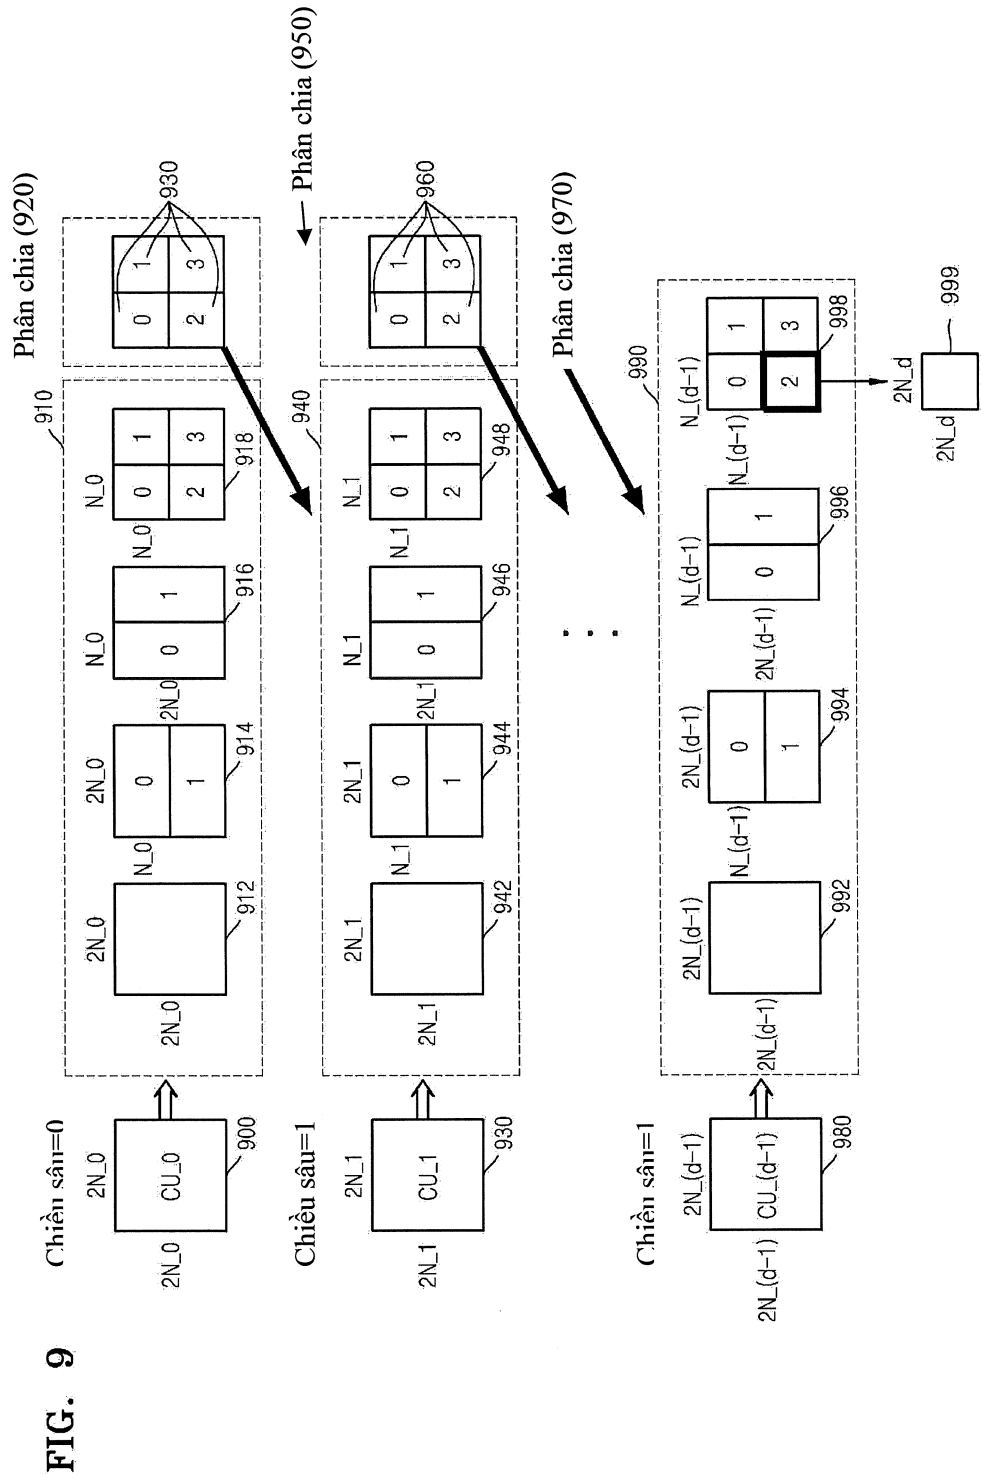 FIG. 9
Chiều sâu=0
2N_0
2N_0
CU_0
900
910
2N_0
2N_0
912
2N_0
N_0
0
1
914
N_0
2N_0
0
1
916
N_0
N_0
0
1
2
3
918
Phân chia (920)
0
1
2
3
930
Chiều sâu=1
2N_1
2N_1
CU_1
930
940
2N_1
2N_1
942
2N_1
N_1
0
1
944
N_1
2N_1
0
1
946
N_1
N_1
0
1
2
3
948
Phân chia (950)
0
1
2
3
960
Phân chia (970)
Chiều sâu=1
2N_(d-1)
2N_(d-1)
CU_(d-1)
980
990
2N_(d-1)
2N_(d-1)
992
2N_(d-1)
N_(d-1)
0
1
994
N_(d-1)
2N_(d-1)
0
1
996
N_(d-1)
N_(d-1)
0
1
2
3
998
2N_d
2N_d
999